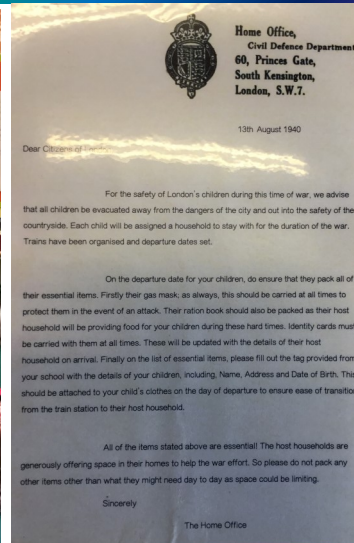 Home Office,
Civil Defence Department
60, Princes Gate,
South Kensington,
London, S.W.7.
13th August 1940
Dear Citizens of
For the safety of London's children during this time of war, we advise
that all children be evacuated away from the dangers of the city and out into the safety of the
countryside. Each child will be assigned a household to stay with for the duration of the war.
Trains have been organised and departure dates set.
On the departure date for your children, do ensure that they pack all of
their essential items. Firstly their gas mask, as always, this should be carried at all times to
protect them in the event of an attack. Their ration book should also be packed as their host
household will be providing food for your children during these hard times. Identity cards must
be carried with them at all times. These will be updated with the details of their host
household on arrival. Finally on the list of essential items, please fill out the tag provided from
your school with the details of your children, including, Name, Address and Date of Birth. This
should be attached to your child's clothes on the day of departure to ensure ease of transition
from the train station to their host household.
All of the items stated above are essential! The host households are
generously offering space in their homes to help the war effort. So please do not pack any
other items other than what they might need day to day as space could be limiting.
Sincerely
The Home Office